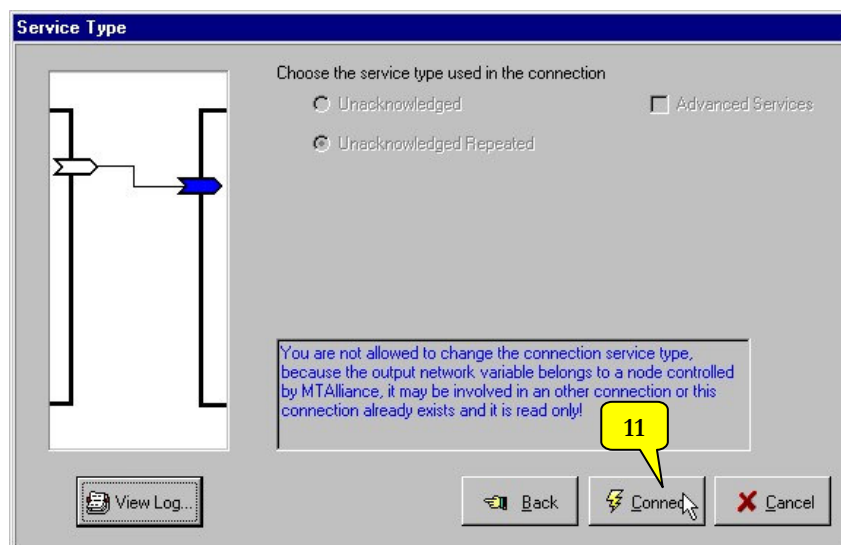 Service Type
Choose the service type used in the connection
Unacknowledged
Advanced Services
Unacknowledged Repeated
You are not allowed to change the connection service type,
because the output network variable belongs to a node controlled
by MTAlliance, it may be involved in an other connection or this
connection already exists and it is read only!
11
View Log...
Back
Connect
Cancel